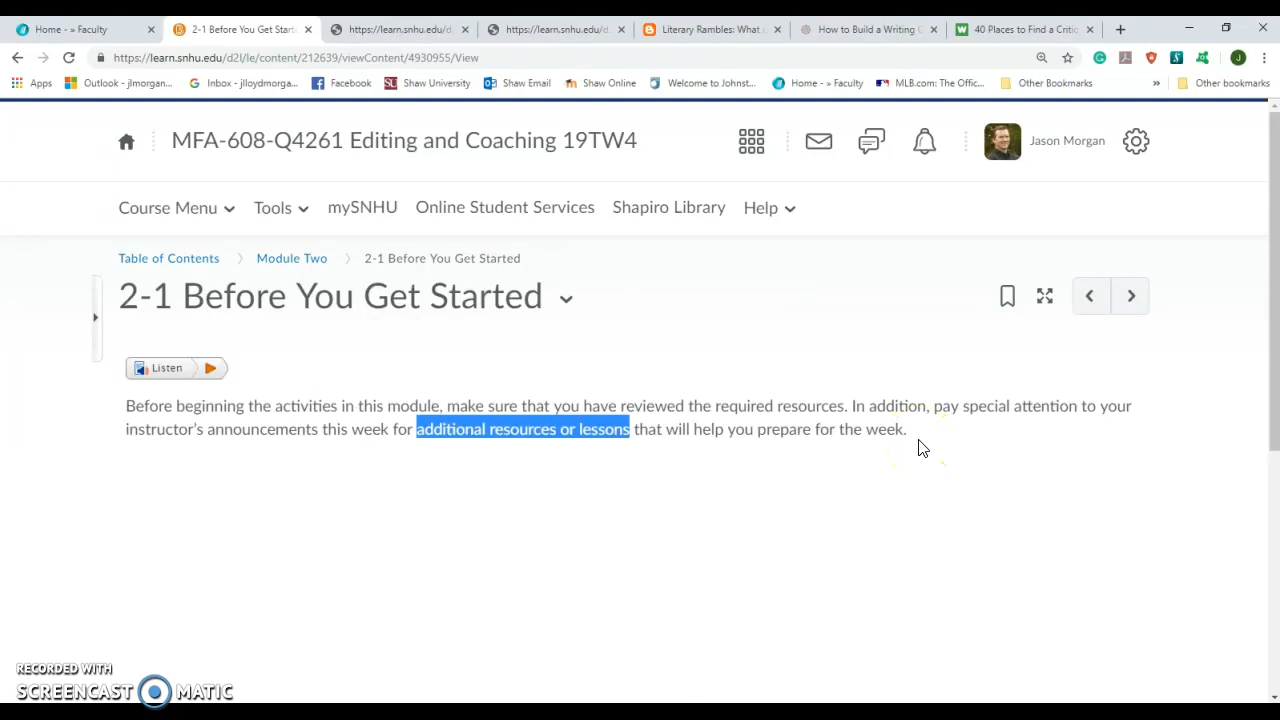 Home - » Faculty
2-1 Before You Get Starte
https://learn.snhu.edu/d
https://learn.snhu.edu/d
Literary Rambles: What
How to Build a Writing C
40 Places to Find a Critic
https://learn.snhu.edu/d2l/le/content/212639/viewContent/4930955/View
Apps
Outlook - jlmorgan...
Inbox - jlloydmorga...
Facebook
Shaw University
Shaw Email
Shaw Online
Welcome to Johnst...
Home - » Faculty
MLB.com: The Offic...
Other Bookmarks
»
Other bookmarks
MFA-608-Q4261 Editing and Coaching 19TW4
Jason Morgan
Course Menu
Tools
mySNHU
Online Student Services
Shapiro Library
Help
Table of Contents
Module Two
2-1 Before You Get Started
2-1 Before You Get Started
Listen
Before beginning the activities in this module, make sure that you have reviewed the required resources. In addition, pay special attention to your
instructor's announcements this week for additional resources or lessons that will help you prepare for the week.
RECORDED WITH
SCREENCAST MATIC